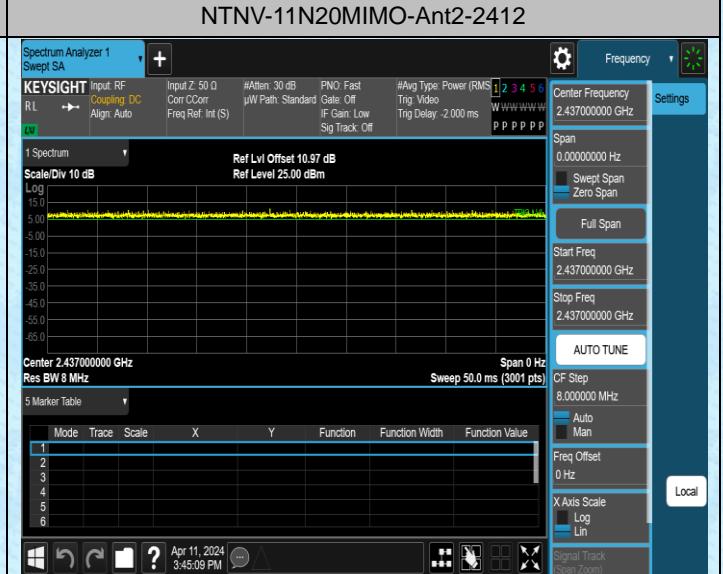 NTNV-11N20MIMO-Ant2-2412
Spectrum Analyzer 1
Swept SA
+
Frequency
KEYSIGHT
RL
LXI
Input: RF
Coupling: DC
Align: Auto
Input Z: 50 Ω
Corr CCorr
Freq Ref: Int (S)
#Atten: 30 dB
µW Path: Standard
PNO: Fast
Gate: Off
IF Gain: Low
Sig Track: Off
#Avg Type: Power (RMS
Trig: Video
Trig Delay: -2.000 ms
1 2 3 4 5 6
W W W W W W
P P P P P P
Center Frequency
2.437000000 GHz
Settings
Span
0.00000000 Hz
Swept Span
Zero Span
Full Span
Start Freq
2.437000000 GHz
Stop Freq
2.437000000 GHz
AUTO TUNE
CF Step
8.000000 MHz
Auto
Man
Freq Offset
0 Hz
X Axis Scale
Log
Lin
Signal Track
(Span Zoom)
Local
1 Spectrum
Scale/Div 10 dB
Ref Lvl Offset 10.97 dB
Ref Level 25.00 dBm
Log
15.0
5.00
-5.00
-15.0
-25.0
-35.0
-45.0
-55.0
-65.0
Center 2.437000000 GHz
Res BW 8 MHz
Span 0 Hz
Sweep 50.0 ms (3001 pts)
5 Marker Table
Mode Trace Scale X Y Function Function Width Function Value
1
2
3
4
5
6
?
Apr 11, 2024
3:45:09 PM